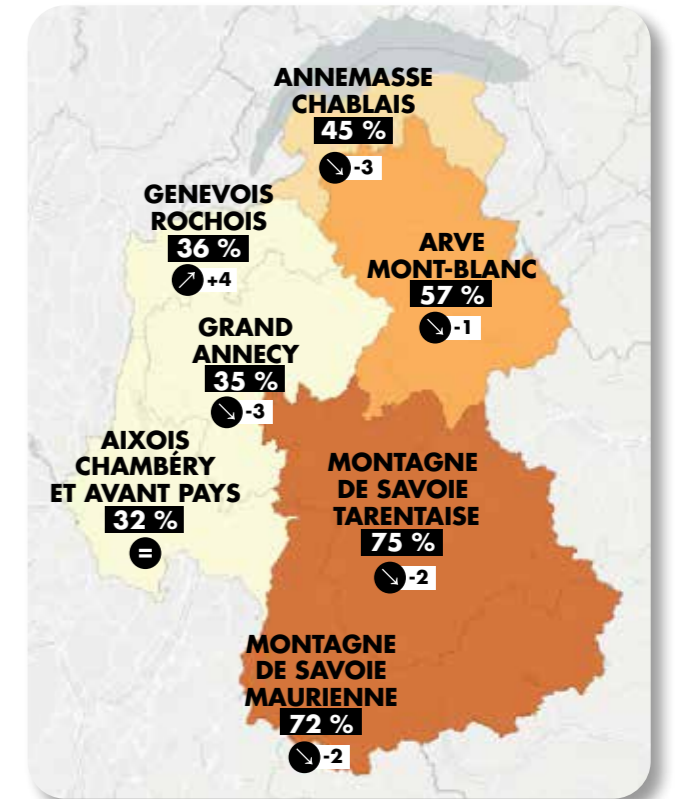 ANNEMASSE
CHABLAIS
45 %
↘ -3
GENEVOIS
ROCHOIS
36 %
↗ +4
ARVE
MONT-BLANC
57 %
↘ -1
GRAND
ANNECY
35 %
↘ -3
AIXOIS
CHAMBÉRY
ET AVANT PAYS
32 %
=
MONTAGNE
DE SAVOIE
TARENTAISE
75 %
↘ -2
MONTAGNE
DE SAVOIE
MAURIENNE
72 %
↘ -2